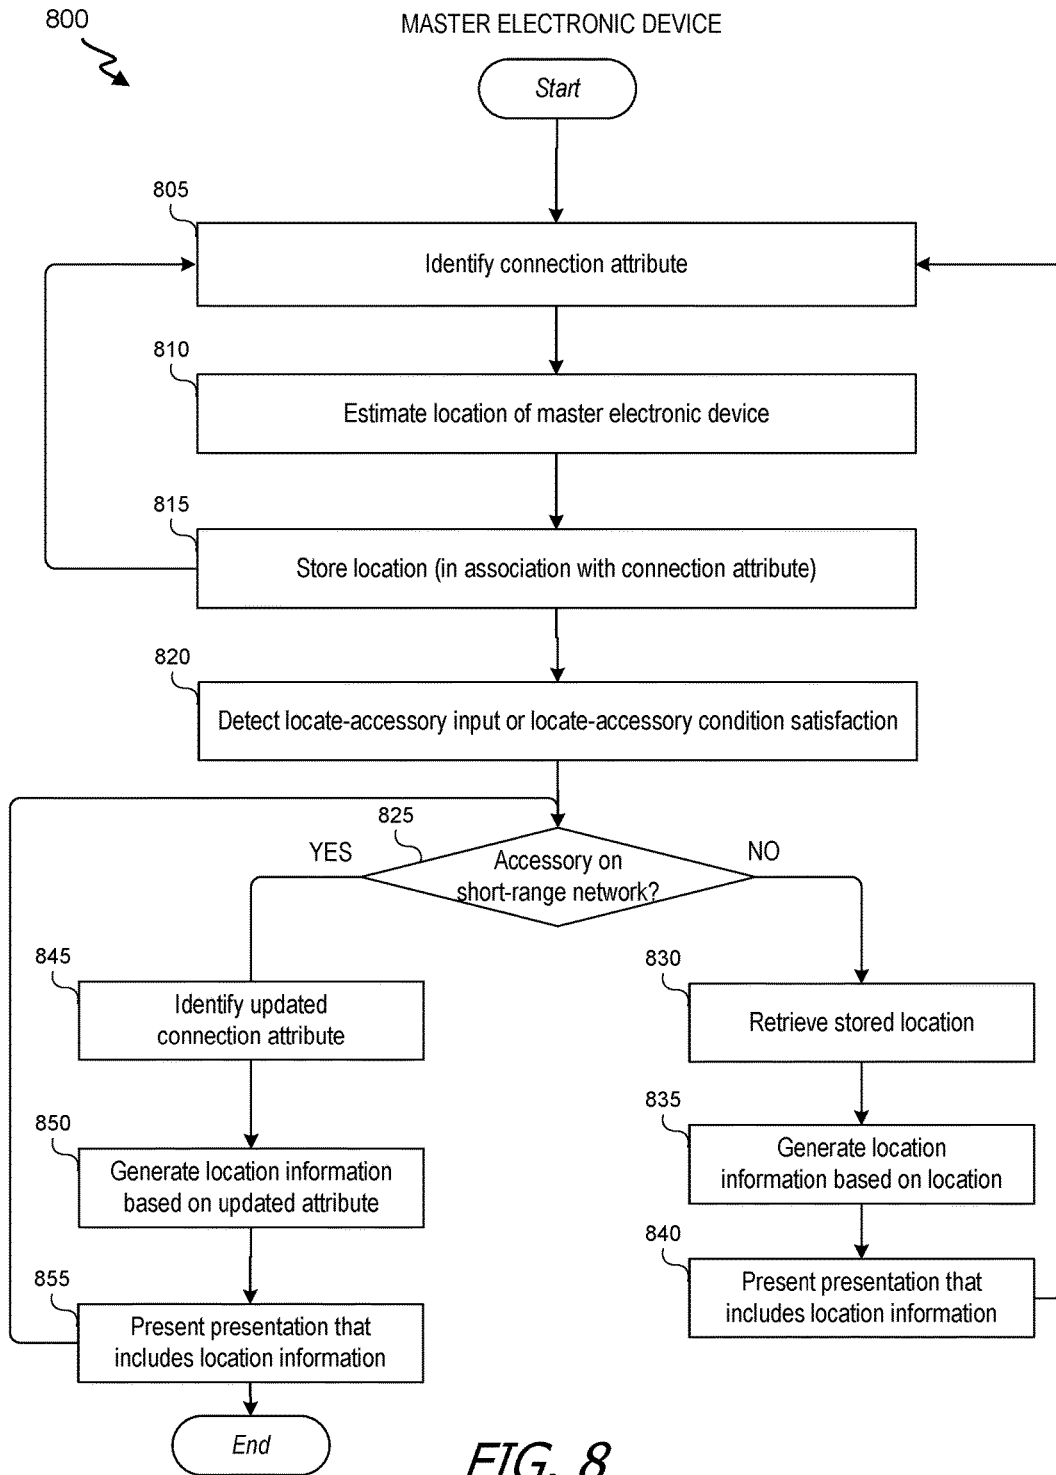 800
MASTER ELECTRONIC DEVICE
Start
805
Identify connection attribute
810
Estimate location of master electronic device
815
Store location (in association with connection attribute)
820
Detect locate-accessory input or locate-accessory condition satisfaction
825
YES
Accessory on
short-range network?
NO
845
Identify updated
connection attribute
830
Retrieve stored location
850
Generate location information
based on updated attribute
835
Generate location
information based on location
855
Present presentation that
includes location information
840
Present presentation that
includes location information
End
FIG. 8